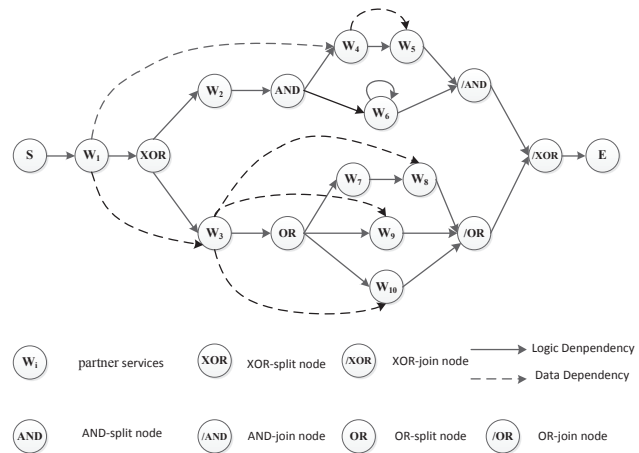 W4
W5
W2
AND
/AND
W6
S
W1
XOR
/XOR
E
W7
W8
W3
OR
W9
/OR
W10
Wi partner services
XOR XOR-split node
/XOR XOR-join node
Logic Denpendency
Data Dependency
AND AND-split node
/AND AND-join node
OR OR-split node
/OR OR-join node